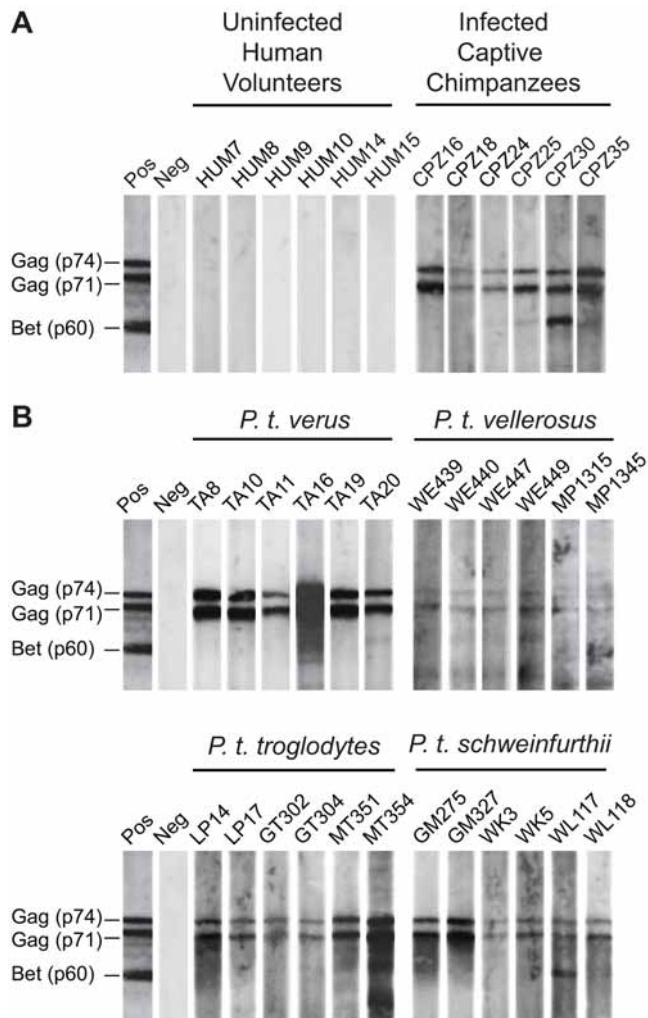 A
Uninfected
Human
Volunteers
Infected
Captive
Chimpanzees
Pos Neg HUM7 HUM8 HUM9 HUM10 HUM14 HUM15 CPZ16 CPZ18 CPZ24 CPZ25 CPZ30 CPZ35
Gag (p74)
Gag (p71)
Bet (p60)
B
P. t. verus P. t. vellerosus
Pos Neg TA8 TA10 TA11 TA16 TA19 TA20 WE439 WE440 WE447 WE449 MP1315 MP1345
Gag (p74)
Gag (p71)
Bet (p60)
P. t. troglodytes P. t. schweinfurthii
Pos Neg LP14 LP17 GT302 GT304 MT351 MT354 GM275 GM327 WK3 WK5 WL117 WL118
Gag (p74)
Gag (p71)
Bet (p60)